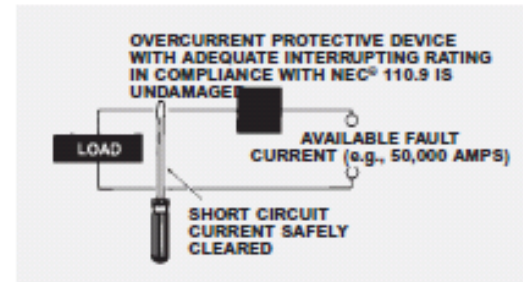 OVERCURRENT PROTECTIVE DEVICE
WITH ADEQUATE INTERRUPTING RATING
IN COMPLIANCE WITH NEC® 110.9 IS
UNDAMAGED
LOAD
AVAILABLE FAULT
CURRENT (e.g., 50,000 AMPS)
SHORT CIRCUIT
CURRENT SAFELY
CLEARED